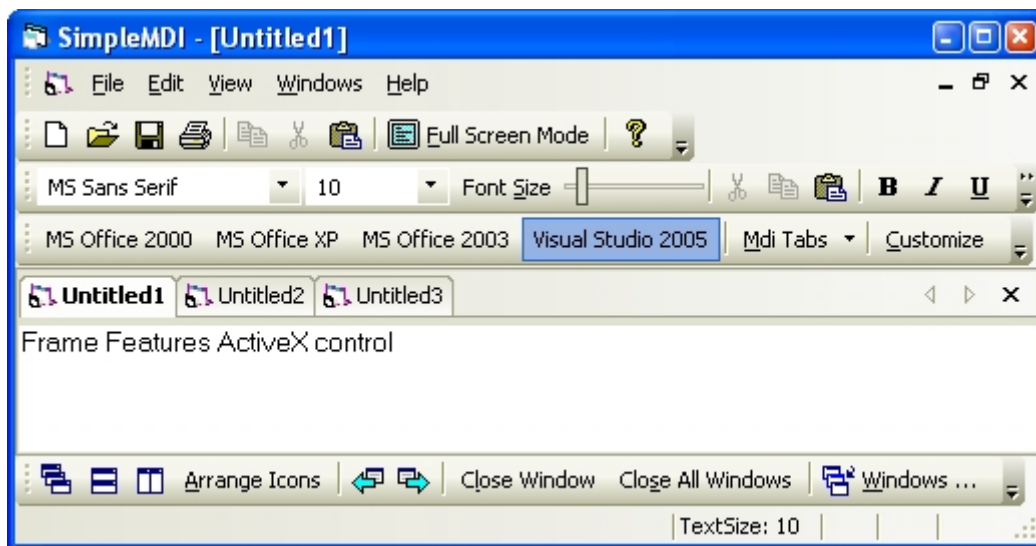 SimpleMDI - [Untitled1]
File Edit View Windows Help
Full Screen Mode
MS Sans Serif 10 Font Size B I U
MS Office 2000 MS Office XP MS Office 2003 Visual Studio 2005 Mdi Tabs Customize
Untitled1 Untitled2 Untitled3
Frame Features ActiveX control
Arrange Icons Close Window Close All Windows Windows ...
TextSize: 10